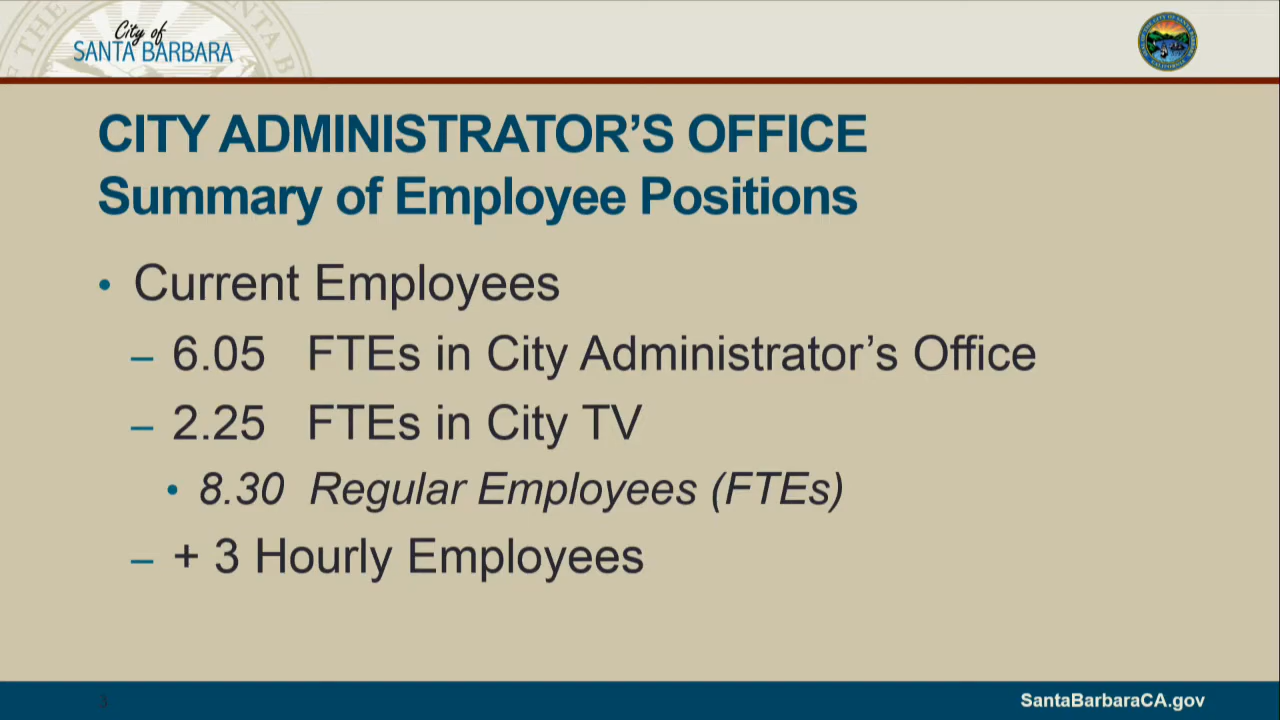 City of
SANTA BARBARA
CITY ADMINISTRATOR’S OFFICE
Summary of Employee Positions
• Current Employees
– 6.05 FTEs in City Administrator’s Office
– 2.25 FTEs in City TV
• 8.30 Regular Employees (FTEs)
– + 3 Hourly Employees
3
SantaBarbaraCA.gov